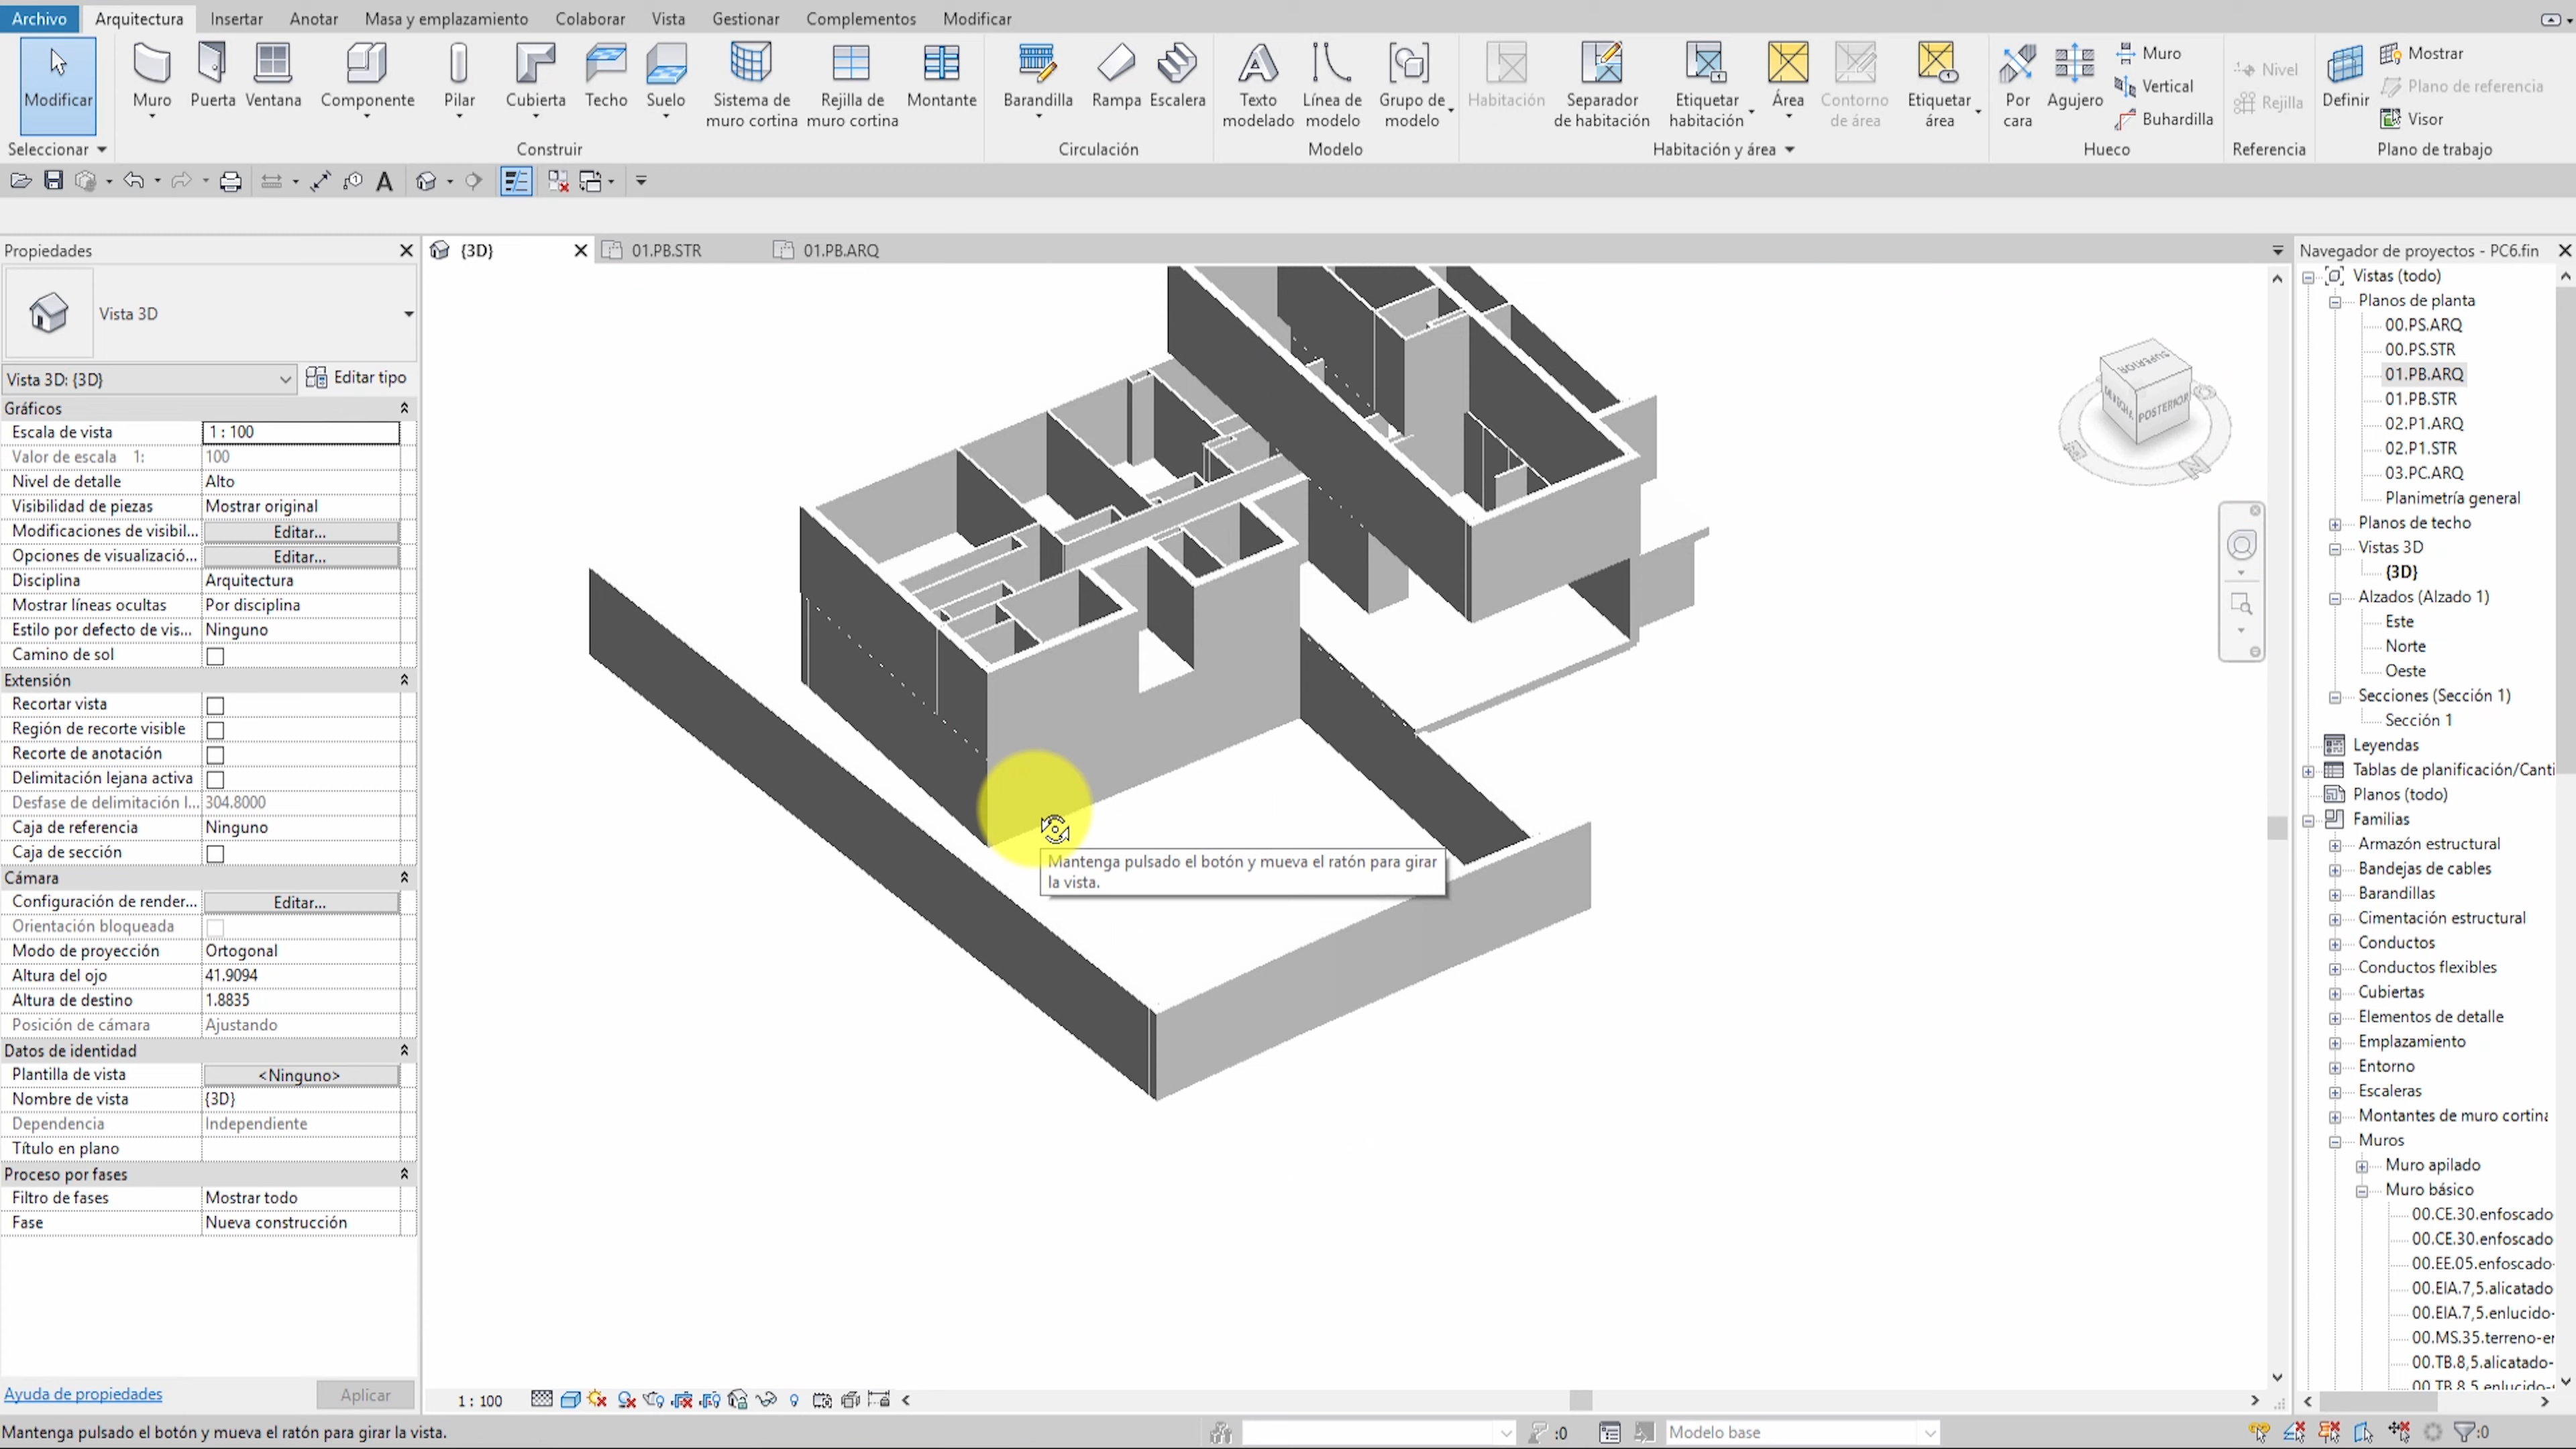 Archivo Arquitectura Insertar Anotar Masa y emplazamiento Colaborar Vista Gestionar Complementos Modificar
Modificar
Muro
Puerta
Ventana
Componente
Pilar
Cubierta
Techo
Suelo
Sistema de
muro cortina
Rejilla de
muro cortina
Montante
Barandilla
Rampa
Escalera
Texto
modelado
Línea de
modelo
Grupo de
modelo
Habitación
Separador
de habitación
Etiquetar
habitación
Área
Contorno
de área
Etiquetar
área
Por
cara
Agujero
Muro
Vertical
Buhardilla
Nivel
Rejilla
Definir
Mostrar
Plano de referencia
Visor
Seleccionar
Construir
Circulación
Modelo
Habitación y área
Hueco
Referencia
Plano de trabajo
Propiedades
Vista 3D
Vista 3D: {3D}
Editar tipo
Gráficos
Escala de vista 1 : 100
Valor de escala 1: 100
Nivel de detalle Alto
Visibilidad de piezas Mostrar original
Modificaciones de visibil... Editar...
Opciones de visualizació... Editar...
Disciplina Arquitectura
Mostrar líneas ocultas Por disciplina
Estilo por defecto de vis... Ninguno
Camino de sol
Extensión
Recortar vista
Región de recorte visible
Recorte de anotación
Delimitación lejana activa
Desfase de delimitación l... 304.8000
Caja de referencia Ninguno
Caja de sección
Cámara
Configuración de render... Editar...
Orientación bloqueada
Modo de proyección Ortogonal
Altura del ojo 41.9094
Altura de destino 1.8835
Posición de cámara Ajustando
Datos de identidad
Plantilla de vista <Ninguno>
Nombre de vista {3D}
Dependencia Independiente
Título en plano
Proceso por fases
Filtro de fases Mostrar todo
Fase Nueva construcción
Ayuda de propiedades
Aplicar
{3D} 01.PB.STR 01.PB.ARQ
SUPERIOR
DERECHA
POSTERIOR
N
Mantenga pulsado el botón y mueva el ratón para girar
la vista.
1 : 100
Navegador de proyectos - PC6.fin
Vistas (todo)
Planos de planta
00.PS.ARQ
00.PS.STR
01.PB.ARQ
01.PB.STR
02.P1.ARQ
02.P1.STR
03.PC.ARQ
Planimetría general
Planos de techo
Vistas 3D
{3D}
Alzados (Alzado 1)
Este
Norte
Oeste
Secciones (Sección 1)
Sección 1
Leyendas
Tablas de planificación/Canti
Planos (todo)
Familias
Armazón estructural
Bandejas de cables
Barandillas
Cimentación estructural
Conductos
Conductos flexibles
Cubiertas
Elementos de detalle
Emplazamiento
Entorno
Escaleras
Montantes de muro cortina
Muros
Muro apilado
Muro básico
00.CE.30.enfoscado
00.CE.30.enfoscado
00.EE.05.enfoscado-
00.EIA.7,5.alicatado
00.EIA.7,5.enlucido-
00.MS.35.terreno-er
00.TB.8,5.alicatado-
00.TB.8,5.enlucido-
Mantenga pulsado el botón y mueva el ratón para girar la vista.
:0
Modelo base
:0